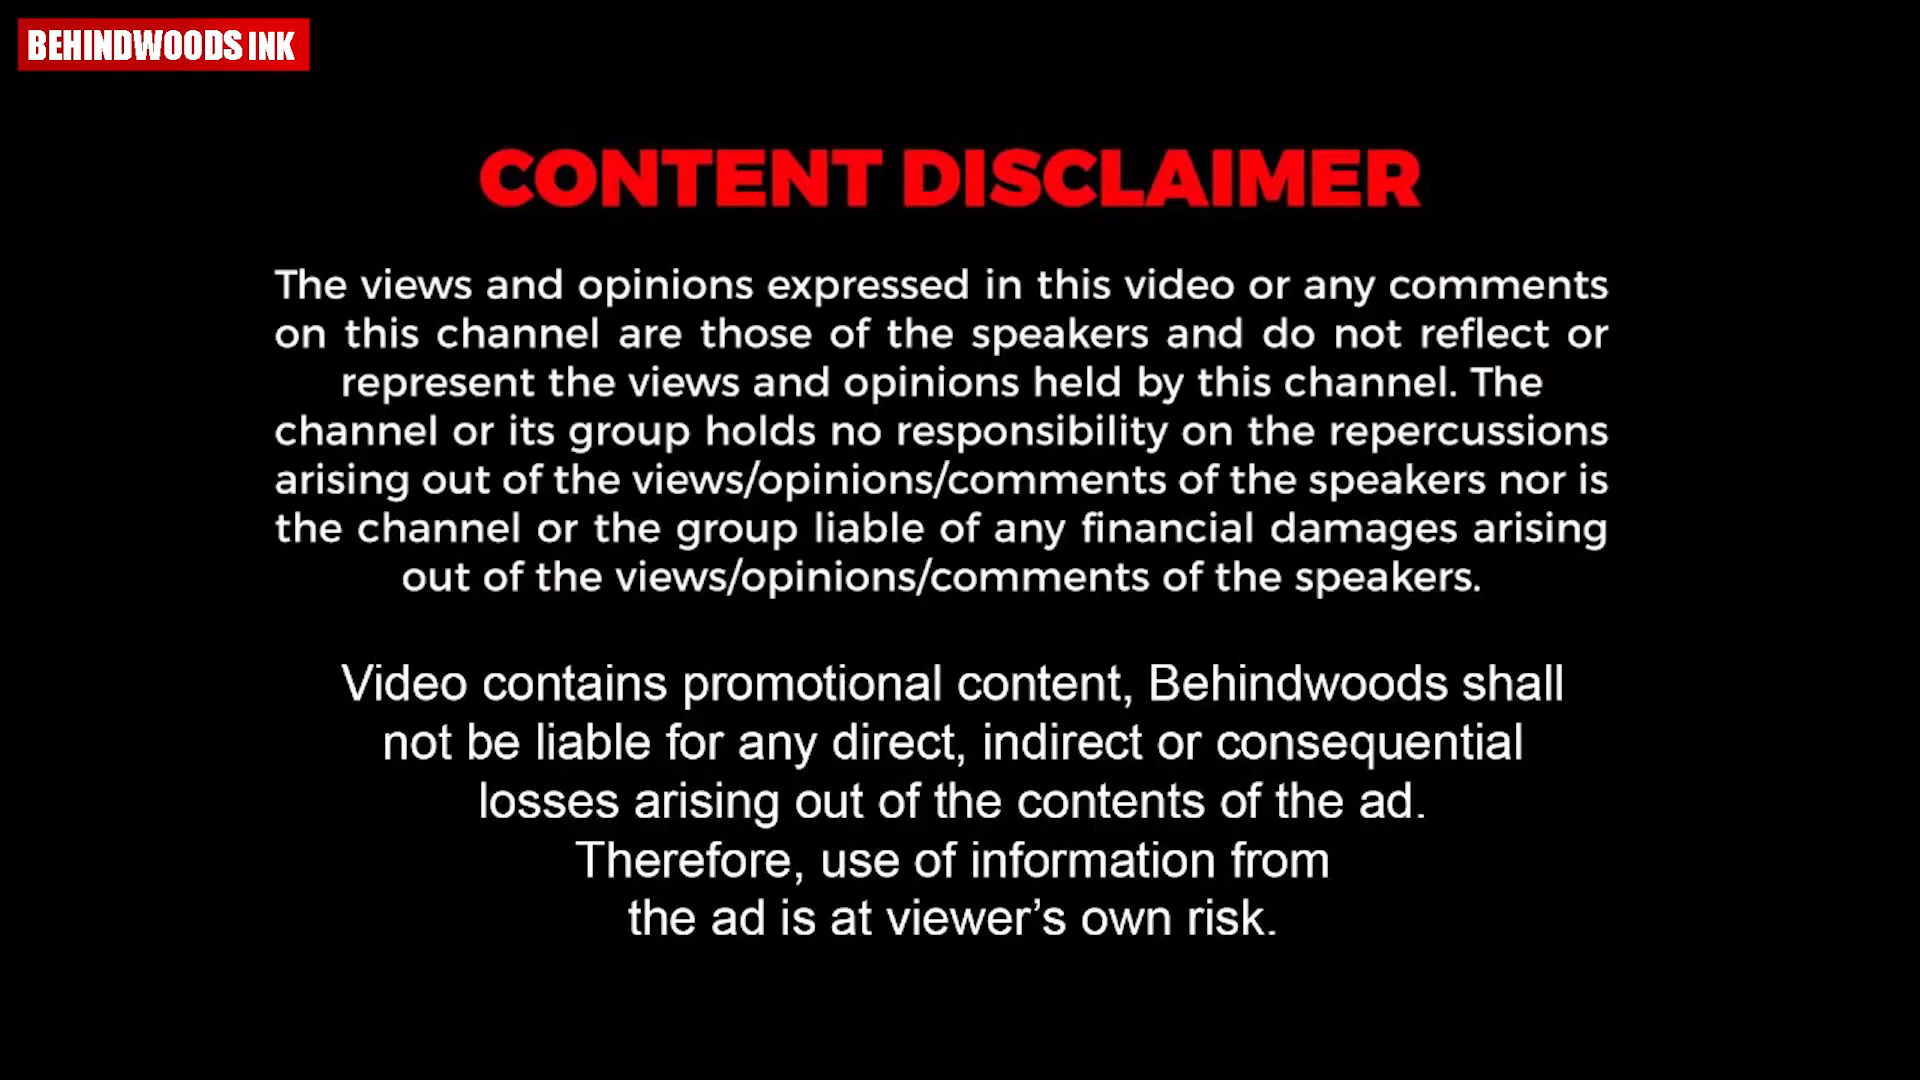 BEHINDWOODS INK
CONTENT DISCLAIMER
The views and opinions expressed in this video or any comments
on this channel are those of the speakers and do not reflect or
represent the views and opinions held by this channel. The
channel or its group holds no responsibility on the repercussions
arising out of the views/opinions/comments of the speakers nor is
the channel or the group liable of any financial damages arising
out of the views/opinions/comments of the speakers.
Video contains promotional content, Behindwoods shall
not be liable for any direct, indirect or consequential
losses arising out of the contents of the ad.
Therefore, use of information from
the ad is at viewer’s own risk.